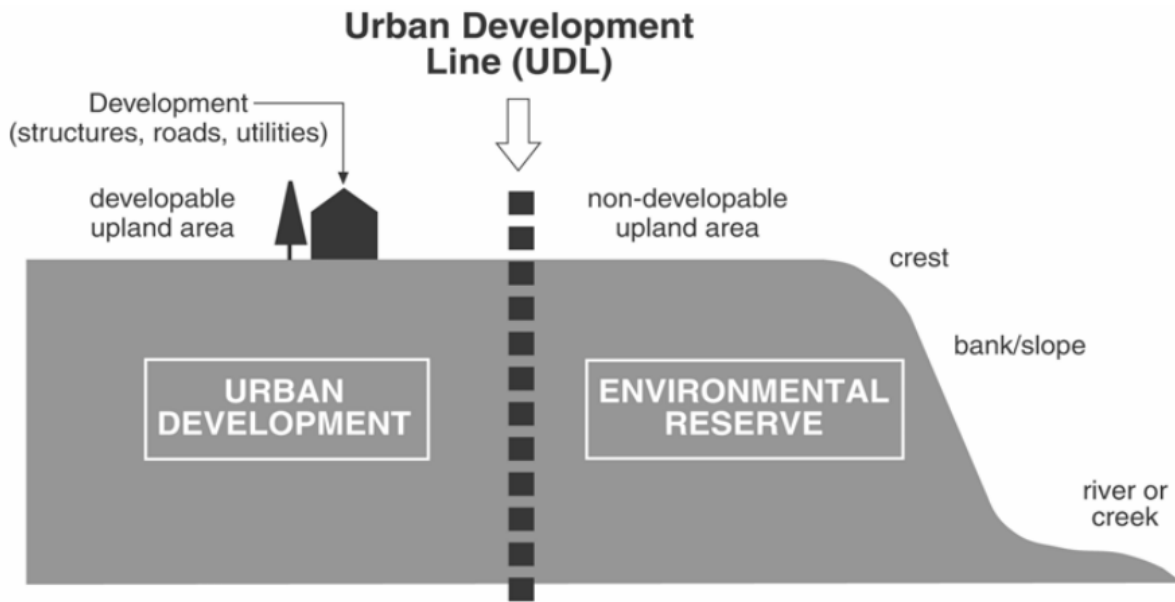 Urban Development
Line (UDL)
Development
(structures, roads, utilities)
developable
upland area
non-developable
upland area
crest
bank/slope
URBAN
DEVELOPMENT
ENVIRONMENTAL
RESERVE
river or
creek